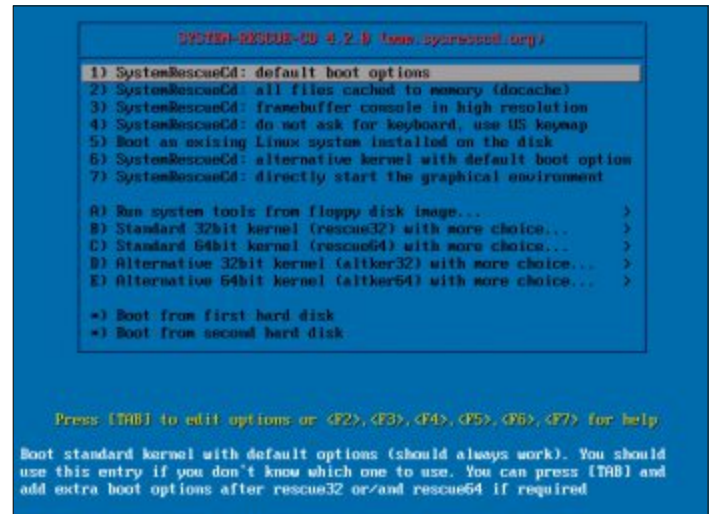 SYSTEM-RESCUE-CD 4.2.0 (www.sysresccd.org)
1) SystemRescueCd: default boot options
2) SystemRescueCd: all files cached to memory (docache)
3) SystemRescueCd: framebuffer console in high resolution
4) SystemRescueCd: do not ask for keyboard, use US keymap
5) Boot an exising Linux system installed on the disk
6) SystemRescueCd: alternative kernel with default boot option
7) SystemRescueCd: directly start the graphical environment
A) Run system tools from floppy disk image... >
B) Standard 32bit kernel (rescue32) with more choice... >
C) Standard 64bit kernel (rescue64) with more choice... >
D) Alternative 32bit kernel (altker32) with more choice... >
E) Alternative 64bit kernel (altker64) with more choice... >
*) Boot from first hard disk
*) Boot from second hard disk
Press [TAB] to edit options or <F2>,<F3>,<F4>,<F5>,<F6>,<F7> for help
Boot standard kernel with default options (should always work). You should
use this entry if you don't know which one to use. You can press [TAB] and
add extra boot options after rescue32 or/and rescue64 if required